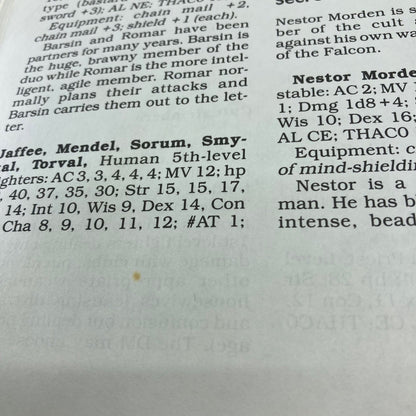 type (bastard
sword +3); AL NE; THAC0
Equipment: chain mail +2,
chain mail +3; shield +1 (each).
Barsin and Romar have been
partners for many years. Barsin is
the huge, brawny member of the
duo while Romar is the more intel-
ligent, agile member. Romar nor-
mally plans their attacks and
Barsin carries them out to the let-
ter.
Jaffee, Mendel, Sorum, Smy-
tal, Torval, Human 5th-level
ghters: AC 3, 3, 4, 4, 4; MV 12; hp
, 40, 37, 35, 30; Str 15, 15, 17,
14; Int 10, Wis 9, Dex 14, Con
Cha 8, 9, 10, 11, 12; #AT 1;
Nestor Morden is s
ber of the cult
against his own wa
of the Falcon.
Nestor Morde
stable: AC 2; MV
1; Dmg 1d8+4;
Wis 10; Dex 16;
AL CE; THAC0
Equipment: c
of mind-shieldin
Nestor is a
man. He has b
intense, bead